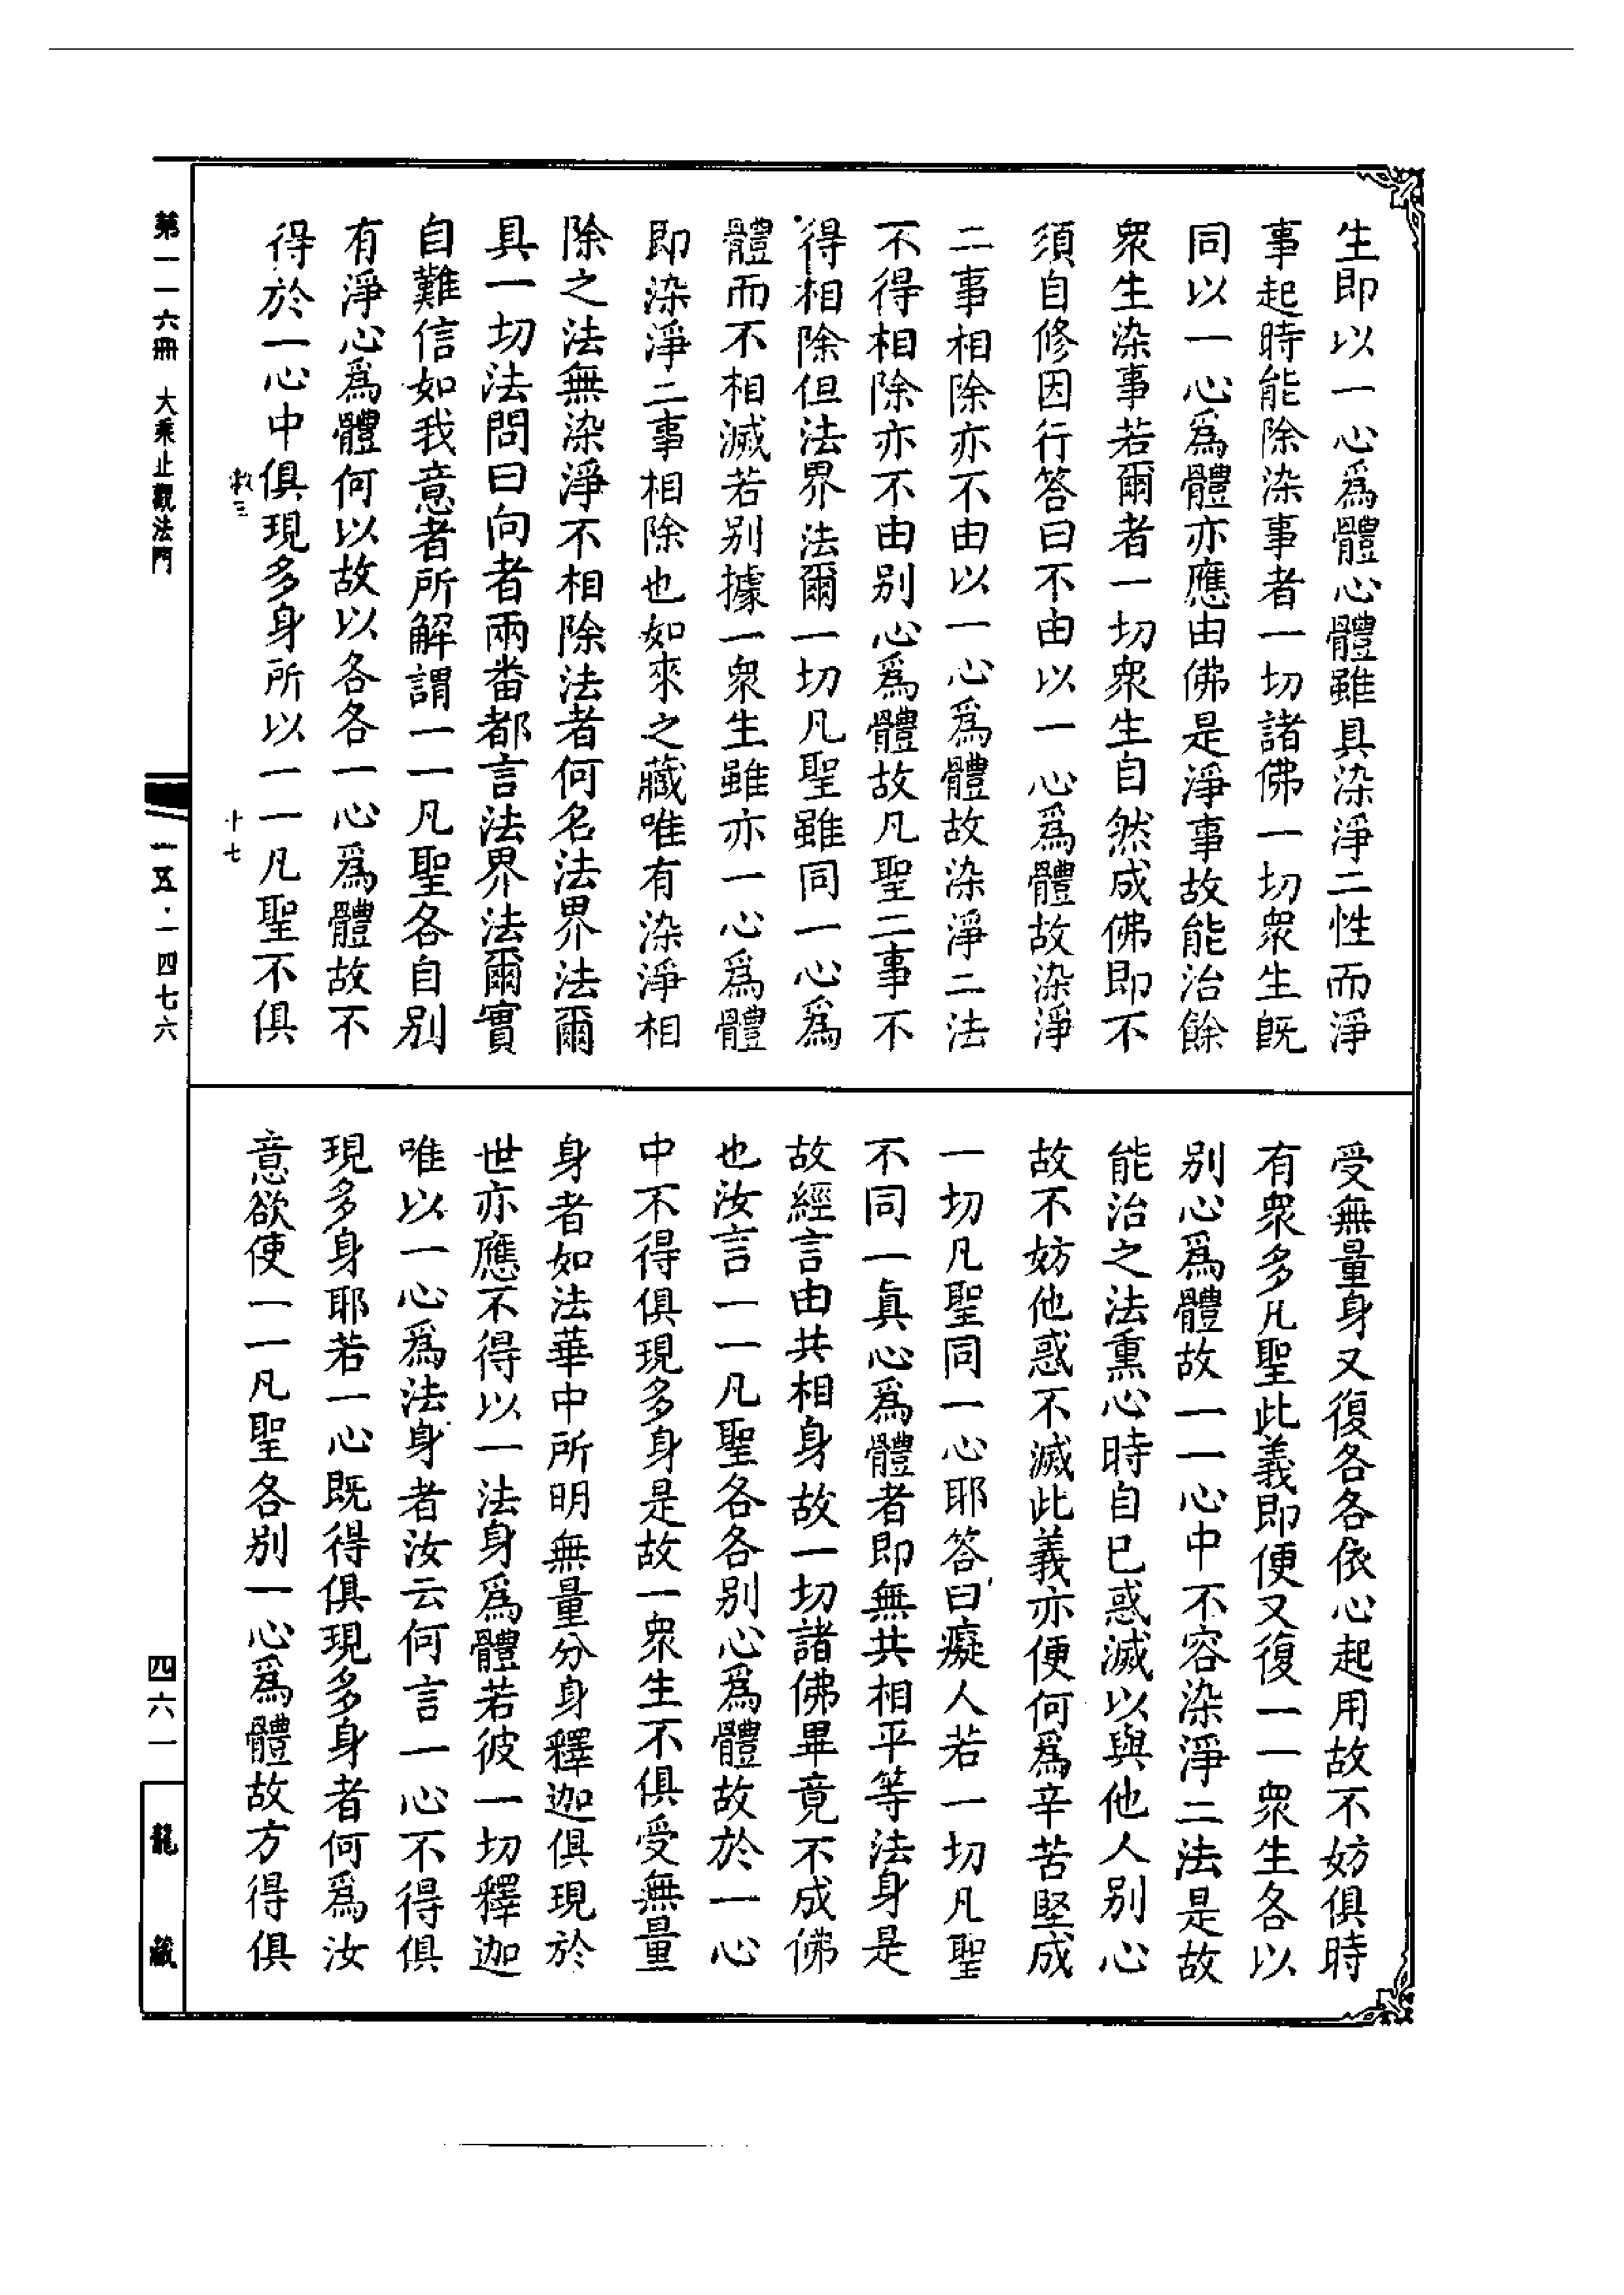 生即以一心爲體心體雖具染淨二性而淨
事起時能除染事者一切諸佛一切衆生旣
同以一心爲體亦應由佛是淨事故能治餘
衆生染事若爾者一切衆生自然成佛即不
須自修因行答曰不由以一心爲體故染淨
二事相除亦不由以一心爲體故染淨二法
不得相除亦不由別心爲體故凡聖二事不
得相除但法界法爾一切凡聖雖同一心爲
體而不相滅若別據一衆生雖亦一心爲體
即染淨二事相除也如來之藏唯有染淨相
除之法無染淨不相除法者何名法界法爾
具一切法問曰向者兩畨都言法界法爾實
自難信如我意者所解謂一一凡聖各自別
有淨心爲體何以故以各各一心爲體故不
得於一心中俱現多身所以一一凡聖不俱
受無量身又復各各依心起用故不妨俱時
有衆多凡聖此義即便又復一一衆生各以
別心爲體故一一心中不容染淨二法是故
能治之法熏心時自巳惑滅以與他人別心
故不妨他惑不滅此義亦便何爲辛苦堅成
一切凡聖同一心耶答曰癡人若一切凡聖
不同一眞心爲體者即無共相平等法身是
故經言由共相身故一切諸佛畢竟不成佛
也汝言一一凡聖各各別心爲體故於一心
中不得俱現多身是故一衆生不俱受無量
身者如法華中所明無量分身釋迦俱現於
世亦應不得以一法身爲體若彼一切釋迦
唯以一心爲法身者汝云何言一心不得俱
現多身耶若一心既得俱現多身者何爲汝
意欲使一一凡聖各別一心爲體故方得俱
第一一六冊 大乘止觀法門
一五·一四七六
四六一
龍藏
十七